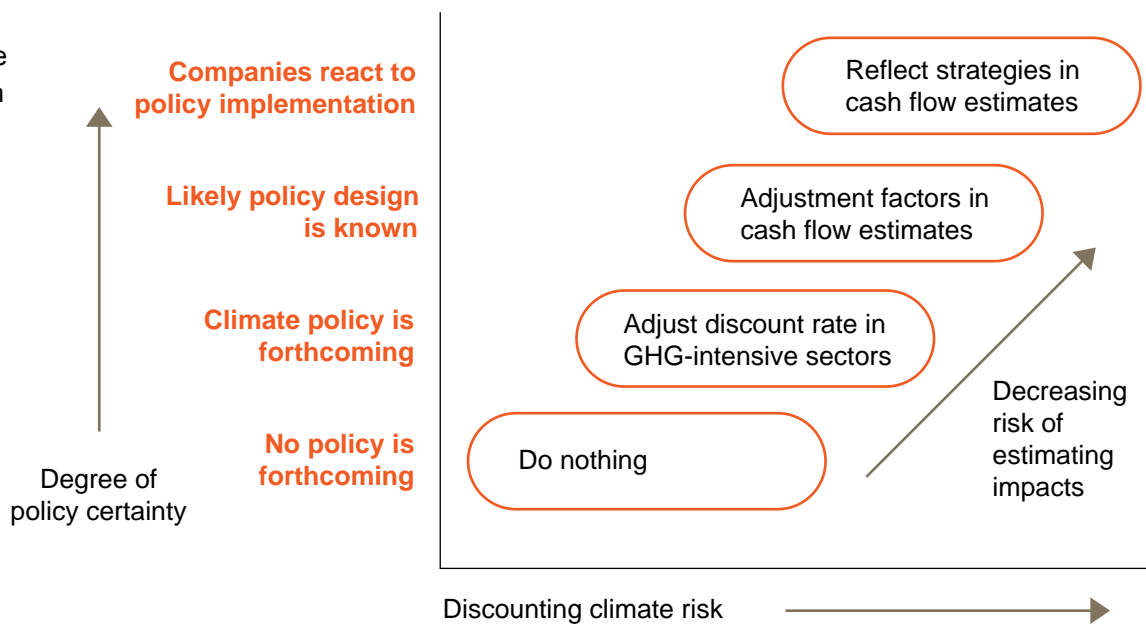 Companies react to
policy implementation
Reflect strategies in
cash flow estimates
Likely policy design
is known
Adjustment factors in
cash flow estimates
Climate policy is
forthcoming
Adjust discount rate in
GHG-intensive sectors
No policy is
forthcoming
Do nothing
Decreasing
risk of
estimating
impacts
Degree of
policy certainty
Discounting climate risk